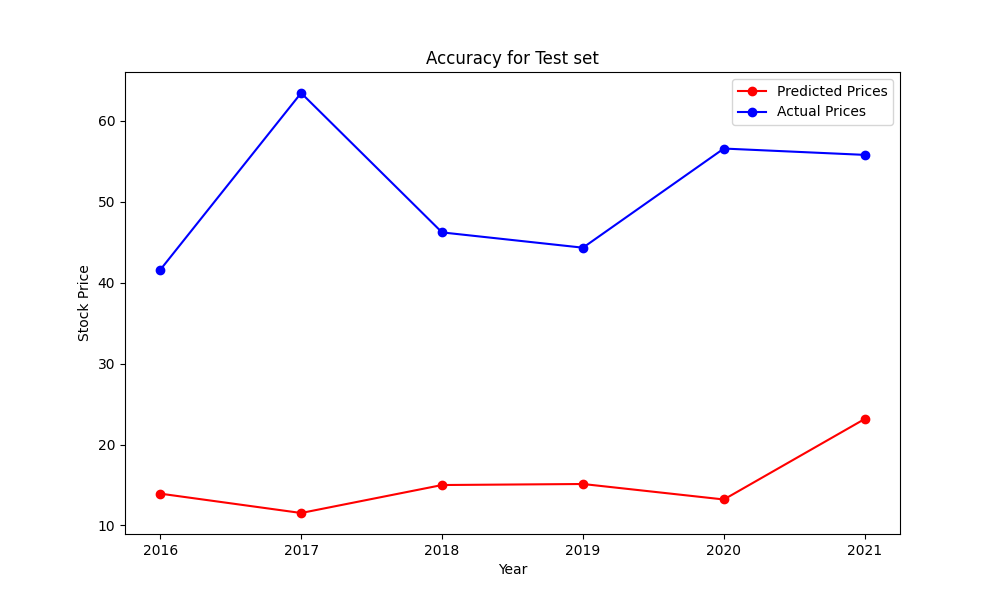 Accuracy for Test set
Predicted Prices
Actual Prices
Stock Price
60
50
40
30
20
10
2016 2017 2018 2019 2020 2021
Year